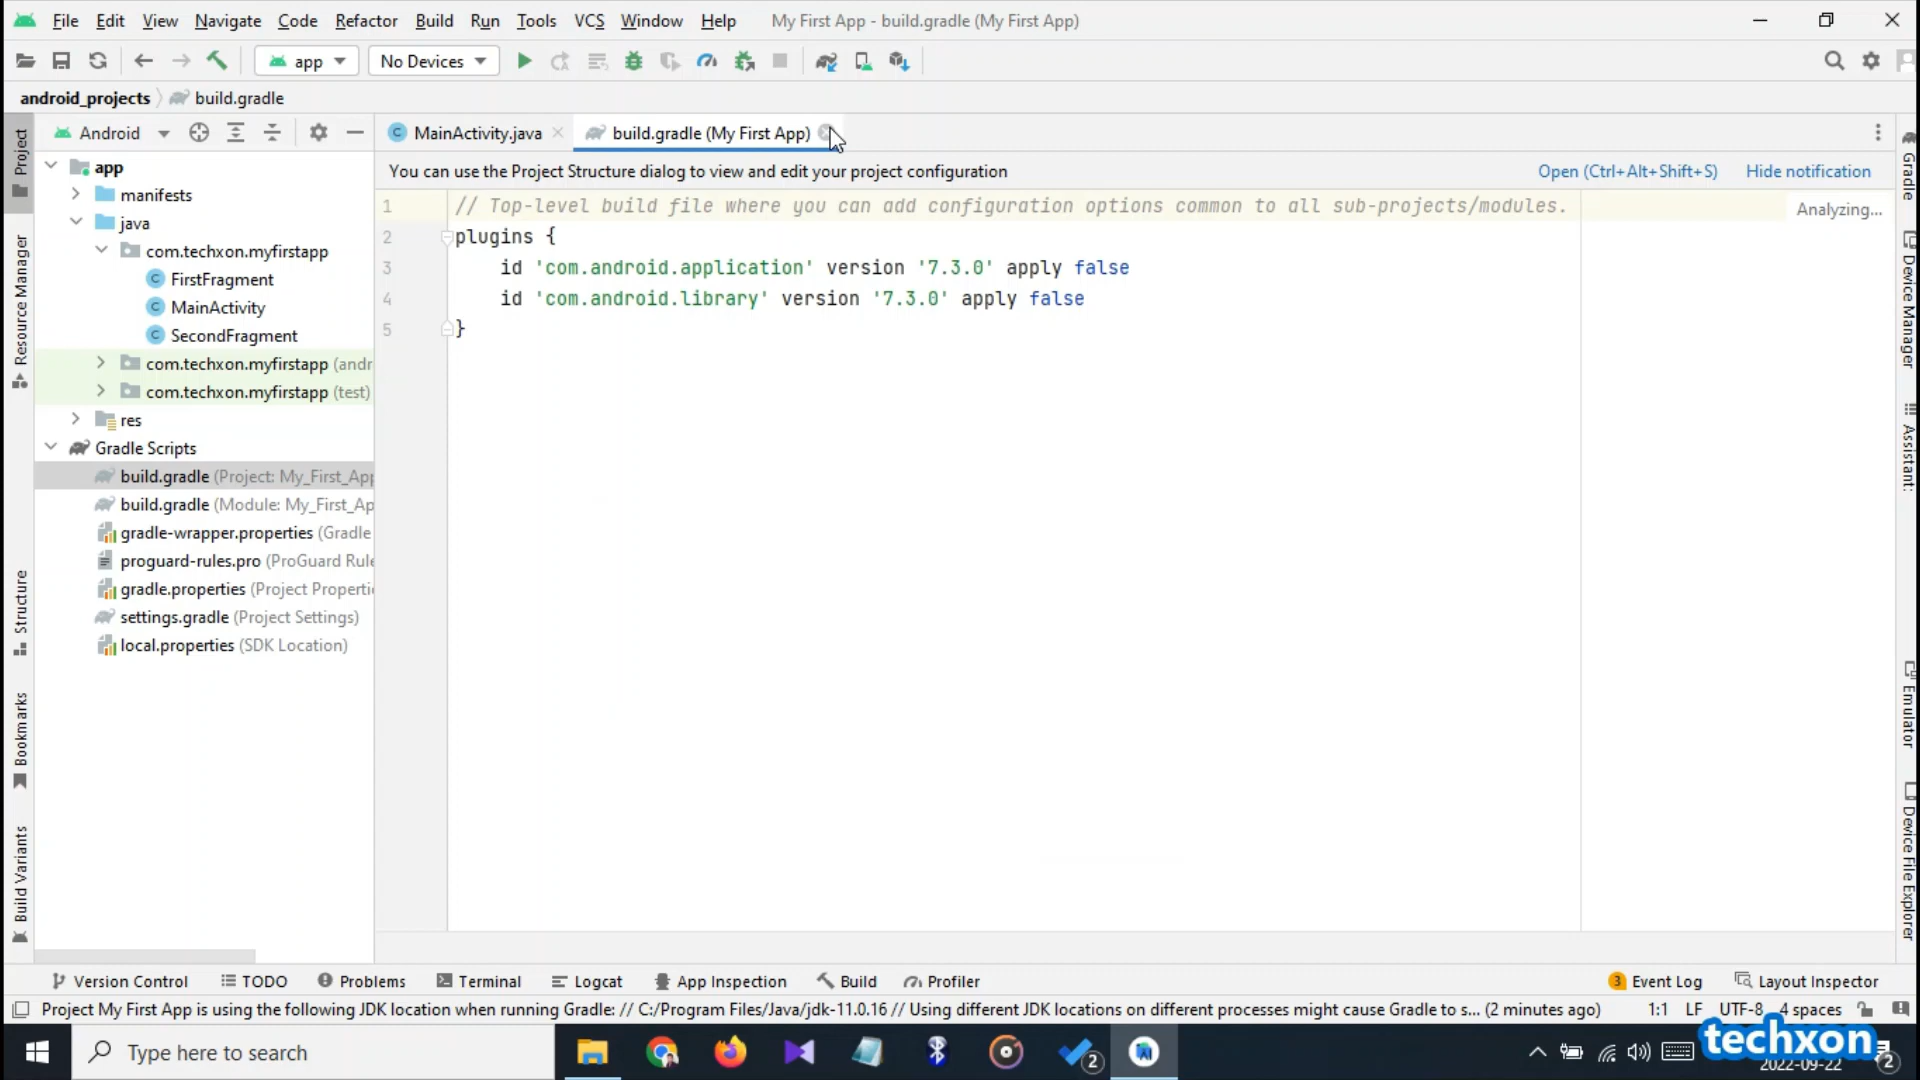 File Edit View Navigate Code Refactor Build Run Tools VCS Window Help My First App - build.gradle (My First App)
app No Devices
android_projects build.gradle
Android MainActivity.java build.gradle (My First App)
You can use the Project Structure dialog to view and edit your project configuration Open (Ctrl+Alt+Shift+S) Hide notification
Project
Resource Manager
Structure
Bookmarks
Build Variants
app
manifests
java
com.techxon.myfirstapp
FirstFragment
MainActivity
SecondFragment
com.techxon.myfirstapp (andr
com.techxon.myfirstapp (test)
res
Gradle Scripts
build.gradle (Project: My_First_App
build.gradle (Module: My_First_Ap
gradle-wrapper.properties (Gradle
proguard-rules.pro (ProGuard Rule
gradle.properties (Project Properti
settings.gradle (Project Settings)
local.properties (SDK Location)
1 // Top-level build file where you can add configuration options common to all sub-projects/modules.
2 plugins {
3 id 'com.android.application' version '7.3.0' apply false
4 id 'com.android.library' version '7.3.0' apply false
5 }
Analyzing...
Gradle
Device Manager
Assistant:
Emulator
Device File Explorer
Version Control TODO Problems Terminal Logcat App Inspection Build Profiler 3 Event Log Layout Inspector
Project My First App is using the following JDK location when running Gradle: // C:/Program Files/Java/jdk-11.0.16 // Using different JDK locations on different processes might cause Gradle to s... (2 minutes ago) 1:1 LF UTF-8 4 spaces
Type here to search 2 techxon 2
2022-09-22